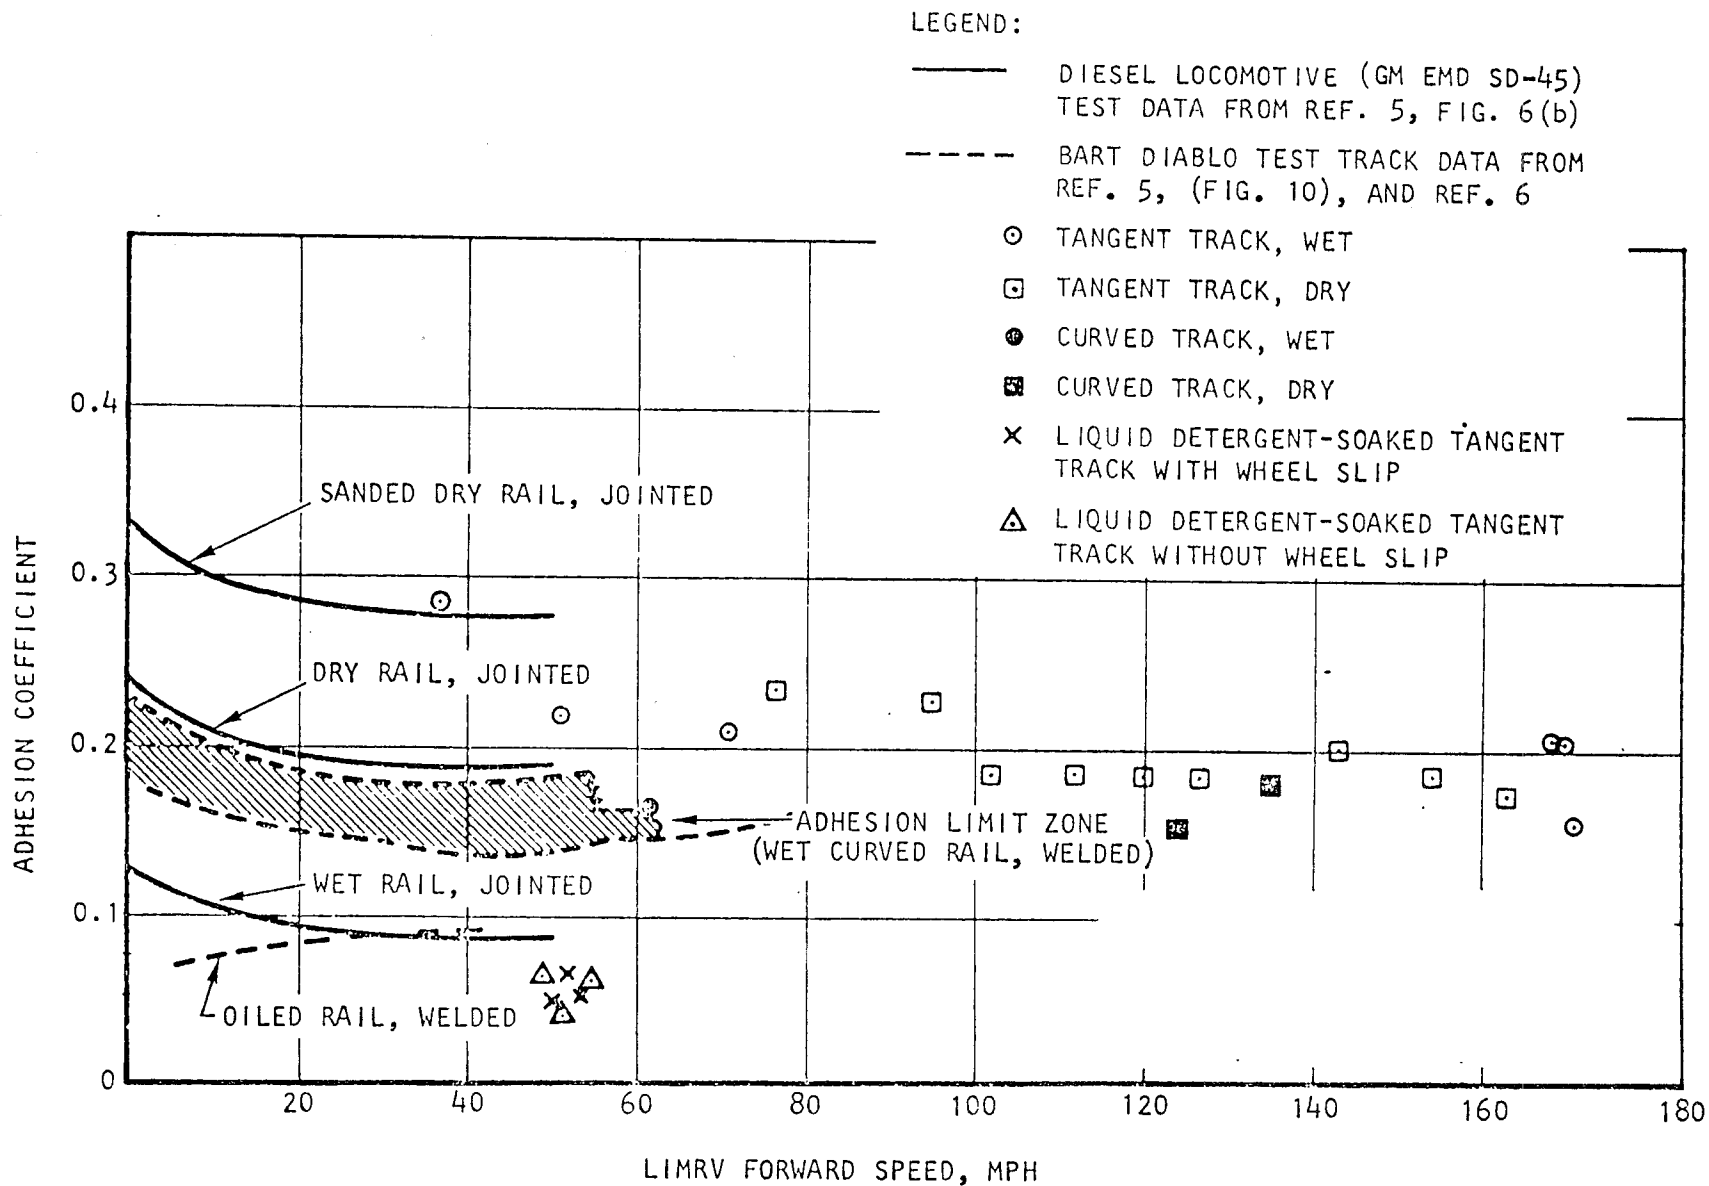 LEGEND:
DIESEL LOCOMOTIVE (GM EMD SD-45)
TEST DATA FROM REF. 5, FIG. 6(b)
BART DIABLO TEST TRACK DATA FROM
REF. 5, (FIG. 10), AND REF. 6
TANGENT TRACK, WET
TANGENT TRACK, DRY
CURVED TRACK, WET
CURVED TRACK, DRY
LIQUID DETERGENT-SOAKED TANGENT
TRACK WITH WHEEL SLIP
LIQUID DETERGENT-SOAKED TANGENT
TRACK WITHOUT WHEEL SLIP
ADHESION COEFFICIENT
0.4
0.3
0.2
0.1
0
SANDED DRY RAIL, JOINTED
DRY RAIL, JOINTED
ADHESION LIMIT ZONE
(WET CURVED RAIL, WELDED)
WET RAIL, JOINTED
OILED RAIL, WELDED
20 40 60 80 100 120 140 160 180
LIMRV FORWARD SPEED, MPH